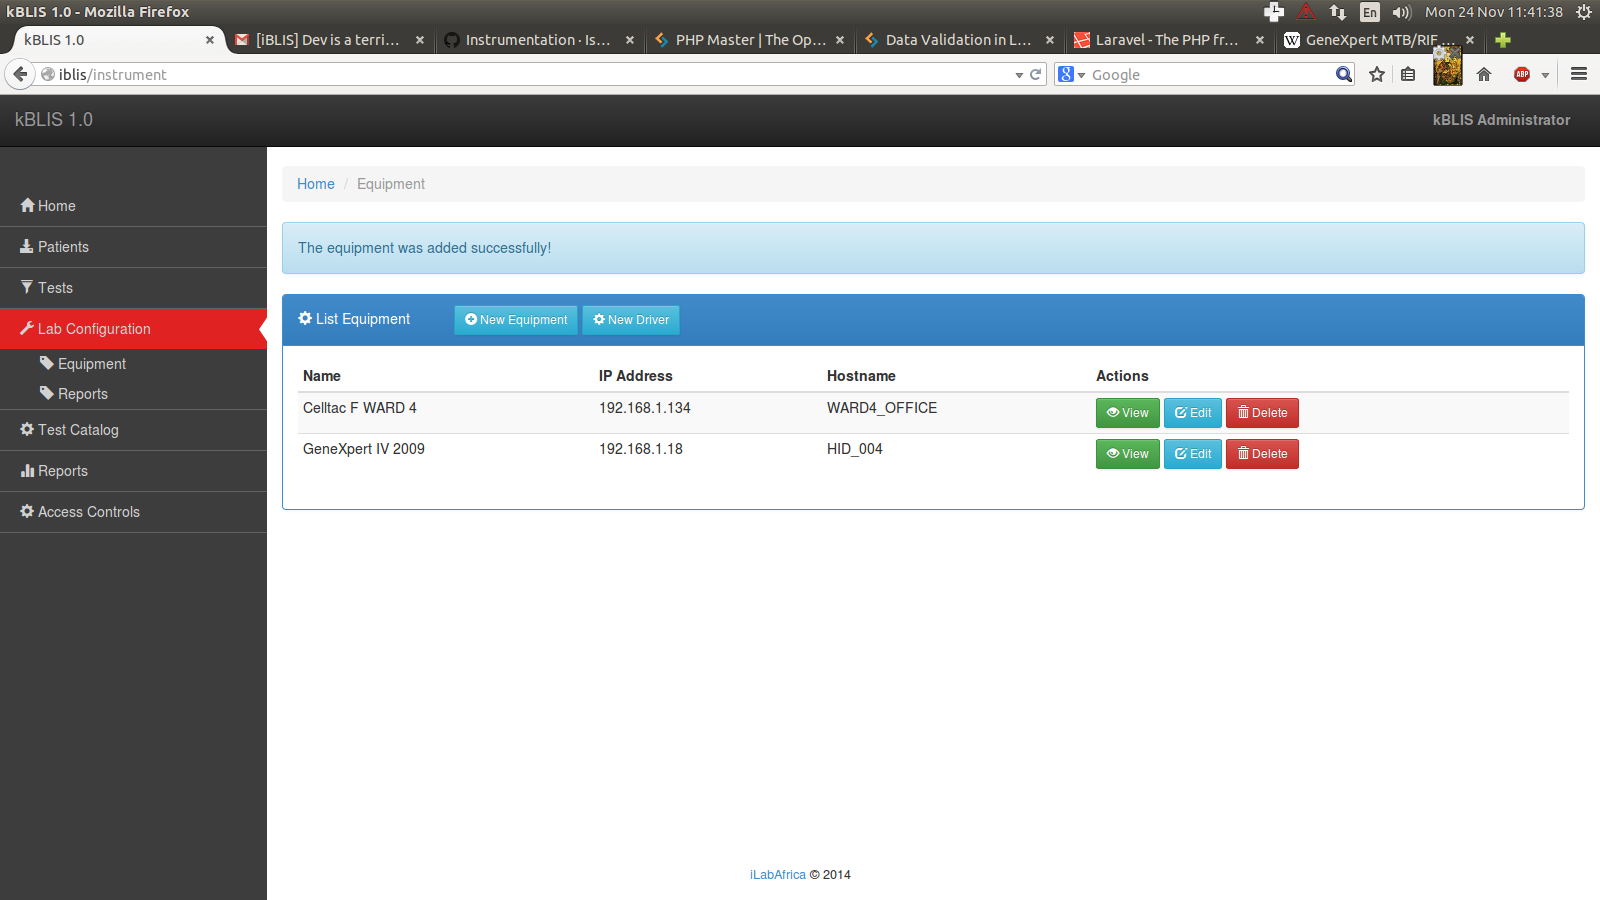 kBLIS 1.0 - Mozilla Firefox
En
Mon 24 Nov 11:41:38
kBLIS 1.0
[iBLIS] Dev is a terri...
Instrumentation · Is...
PHP Master | The Op...
Data Validation in L...
Laravel - The PHP fr...
GeneXpert MTB/RIF ...
iblis/instrument
Google
ABP
kBLIS 1.0
kBLIS Administrator
Home
Patients
Tests
Lab Configuration
Equipment
Reports
Test Catalog
Reports
Access Controls
Home / Equipment
The equipment was added successfully!
List Equipment
New Equipment
New Driver
Name IP Address Hostname Actions
Celltac F WARD 4 192.168.1.134 WARD4_OFFICE View Edit Delete
GeneXpert IV 2009 192.168.1.18 HID_004 View Edit Delete
iLabAfrica © 2014